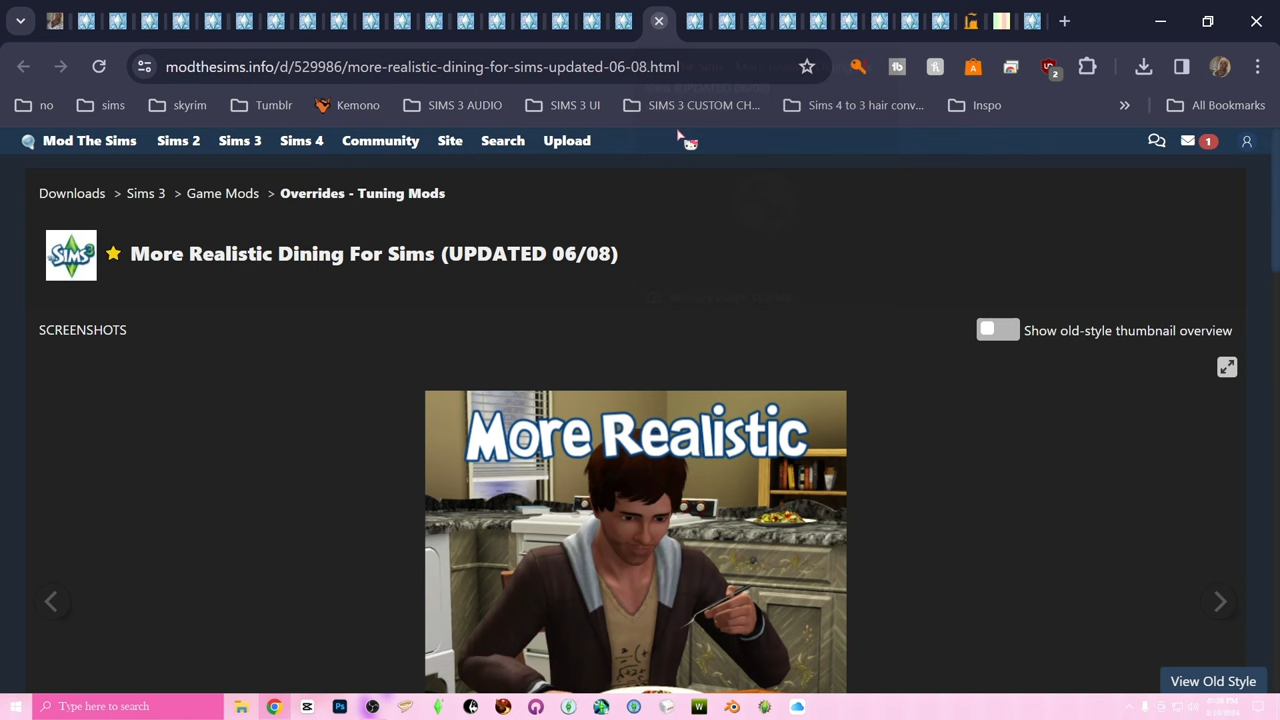 modthesims.info/d/529986/more-realistic-dining-for-sims-updated-06-08.html
2
no
sims
skyrim
Tumblr
Kemono
SIMS 3 AUDIO
SIMS 3 UI
SIMS 3 CUSTOM CH...
Sims 4 to 3 hair conv...
Inspo
All Bookmarks
Mod The Sims
Sims 2
Sims 3
Sims 4
Community
Site
Search
Upload
1
Downloads > Sims 3 > Game Mods > Overrides - Tuning Mods
SIMS 3
More Realistic Dining For Sims (UPDATED 06/08)
SCREENSHOTS
Show old-style thumbnail overview
More Realistic
View Old Style
Type here to search